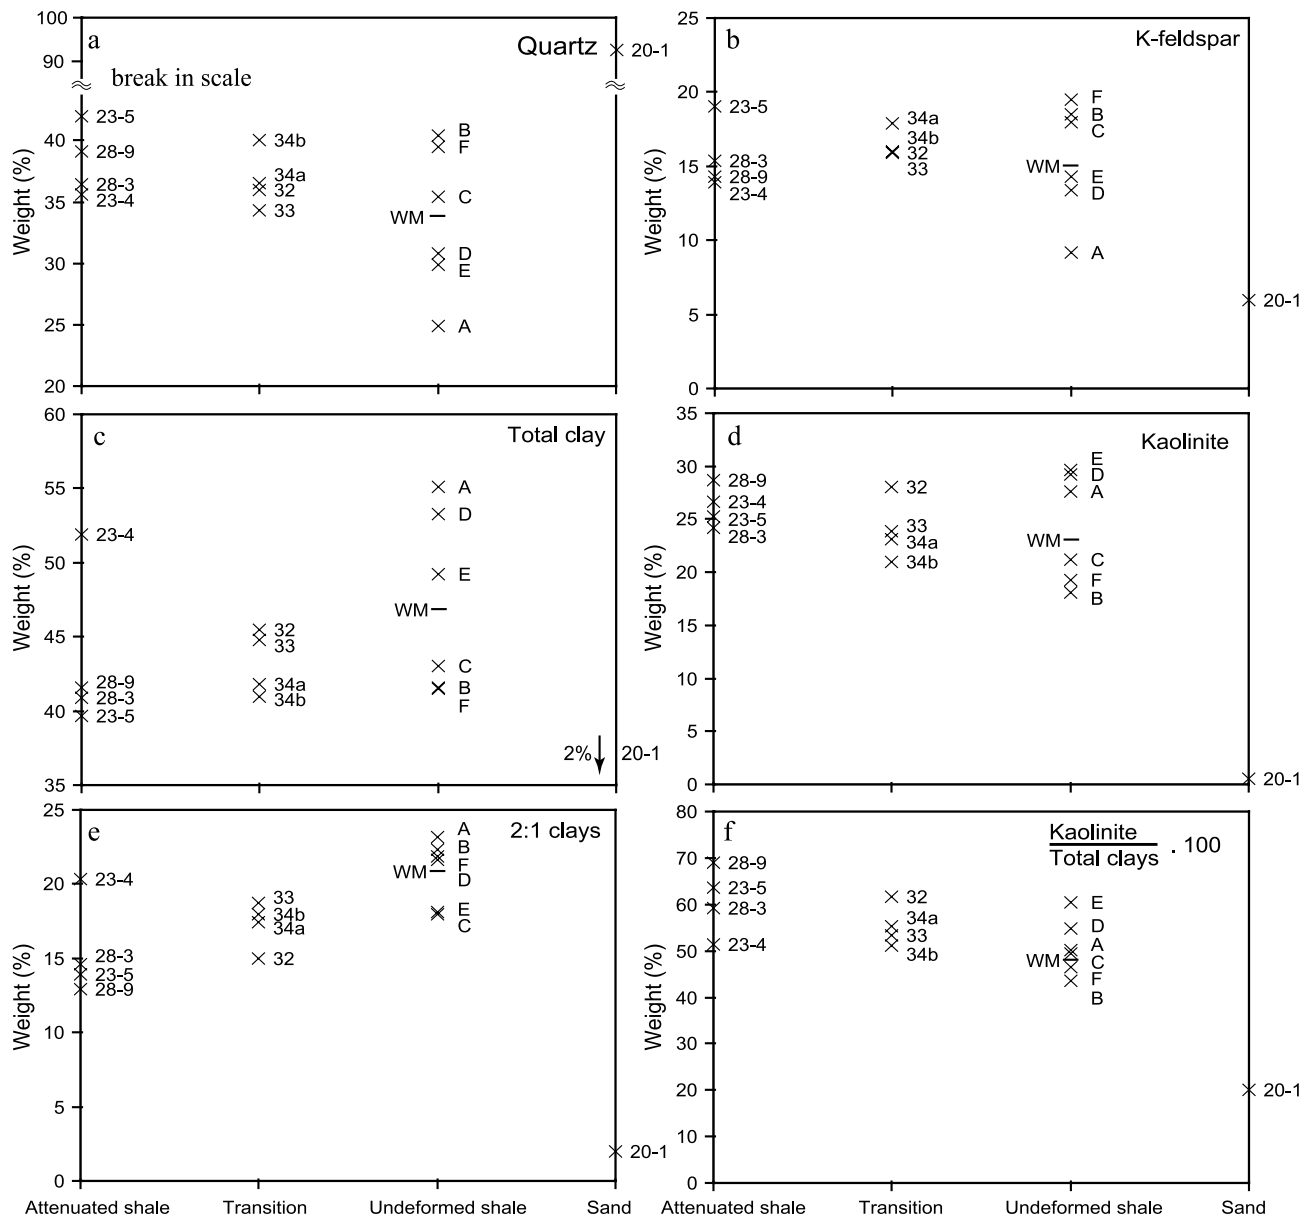 a
Quartz
break in scale
Weight (%)
100
90
40
35
30
25
20
23-5
28-9
28-3
23-4
34b
34a
32
33
B
F
C
WM
D
E
A
20-1
b
K-feldspar
Weight (%)
25
20
15
10
5
0
23-5
28-3
28-9
23-4
34a
34b
32
33
F
B
C
WM
E
D
A
20-1
c
Total clay
Weight (%)
60
55
50
45
40
35
23-4
28-9
28-3
23-5
32
33
34a
34b
A
D
E
WM
C
B
F
2%
20-1
d
Kaolinite
Weight (%)
35
30
25
20
15
10
5
0
28-9
23-4
23-5
28-3
32
33
34a
34b
E
D
A
WM
C
F
B
20-1
e
2:1 clays
Weight (%)
25
20
15
10
5
0
23-4
28-3
23-5
28-9
33
34b
34a
32
A
B
F
WM
D
E
C
20-1
Attenuated shale
Transition
Undeformed shale
Sand
f
Kaolinite
Total clays
. 100
Weight (%)
80
70
60
50
40
30
20
10
0
28-9
23-5
28-3
23-4
32
34a
33
34b
E
D
A
WM
C
F
B
20-1
Attenuated shale
Transition
Undeformed shale
Sand